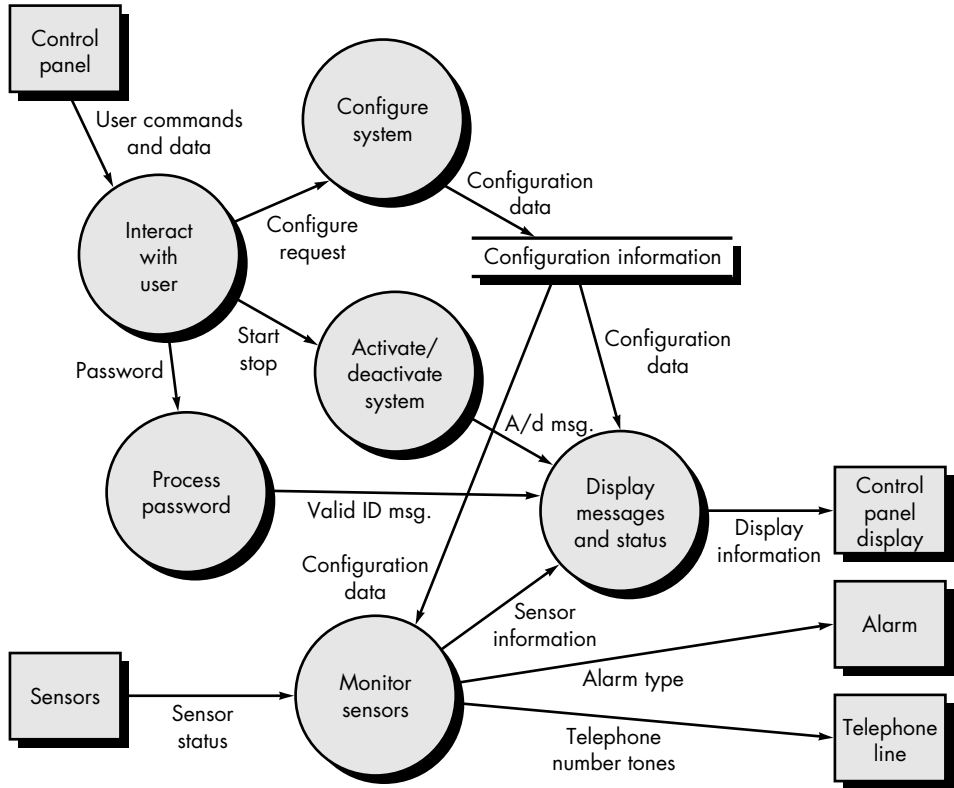 Control
panel
User commands
and data
Configure
system
Configuration
data
Interact
with
user
Configure
request
Configuration information
Start
stop
Password
Activate/
deactivate
system
Configuration
data
A/d msg.
Process
password
Valid ID msg.
Display
messages
and status
Display
information
Control
panel
display
Configuration
data
Sensor
information
Alarm
Sensors
Sensor
status
Monitor
sensors
Alarm type
Telephone
number tones
Telephone
line